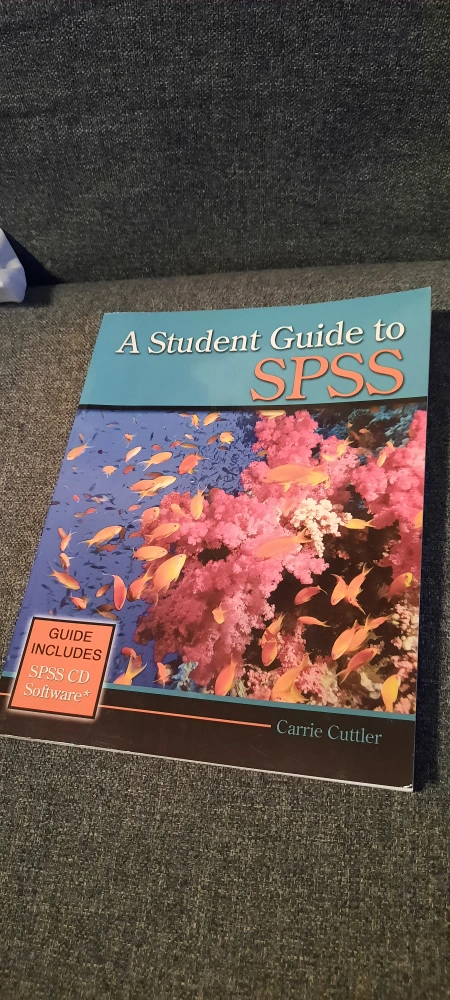 A Student Guide to
SPSS
GUIDE
INCLUDES
SPSS CD
Software*
Carrie Cuttler